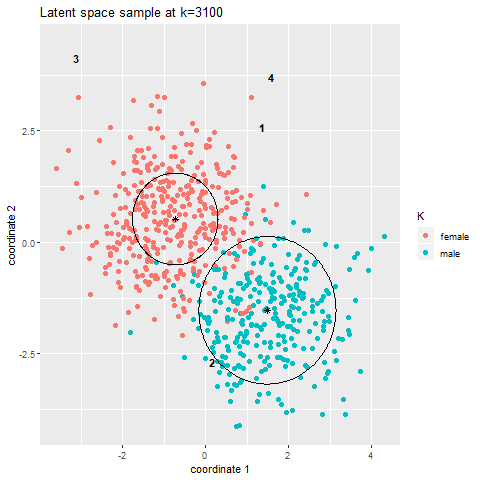 Latent space sample at k=3100
3
4
1
2
2.5
0.0
-2.5
-2
0
2
4
coordinate 1
coordinate 2
K
female
male